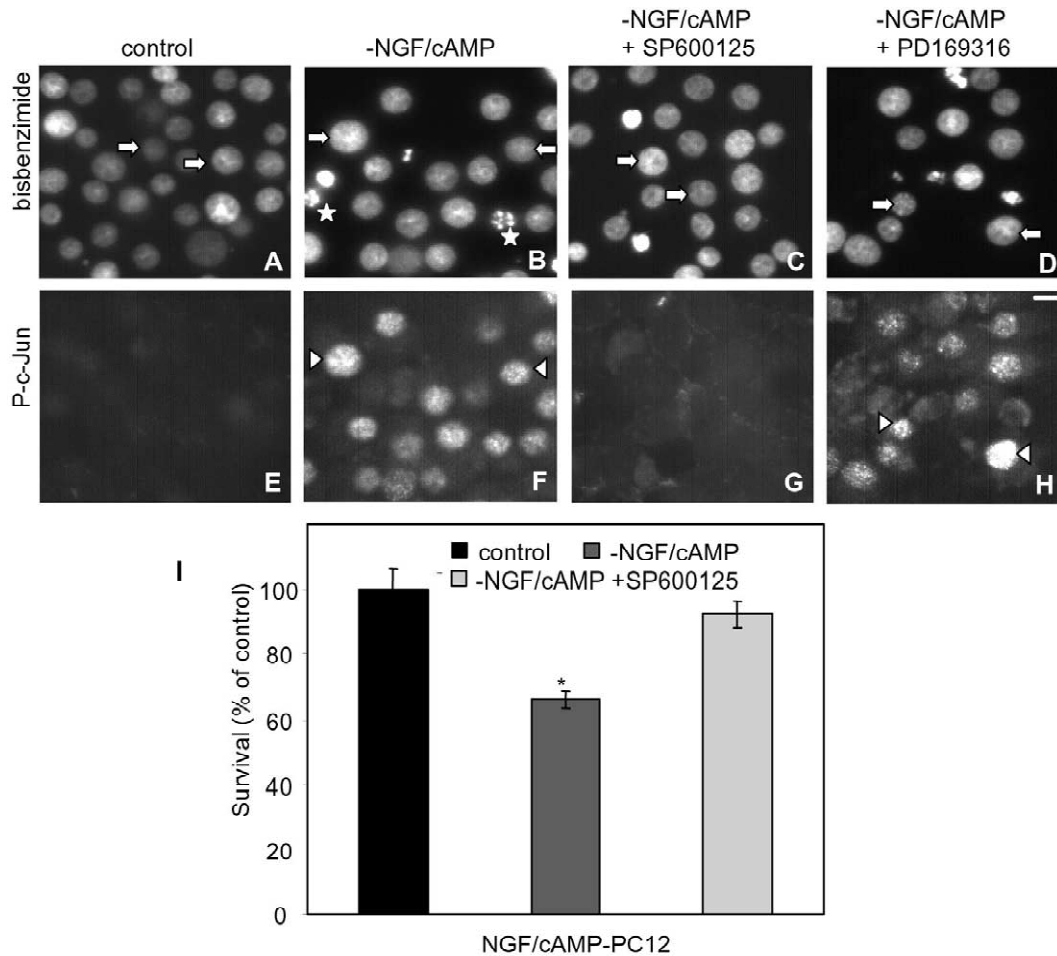 control
-NGF/cAMP
-NGF/cAMP
+ SP600125
-NGF/cAMP
+ PD169316
bisbenzimide
A
B
C
D
P-c-Jun
E
F
G
H
I
control
-NGF/cAMP
-NGF/cAMP +SP600125
Survival (% of control)
100
80
60
40
20
0
*
NGF/cAMP-PC12